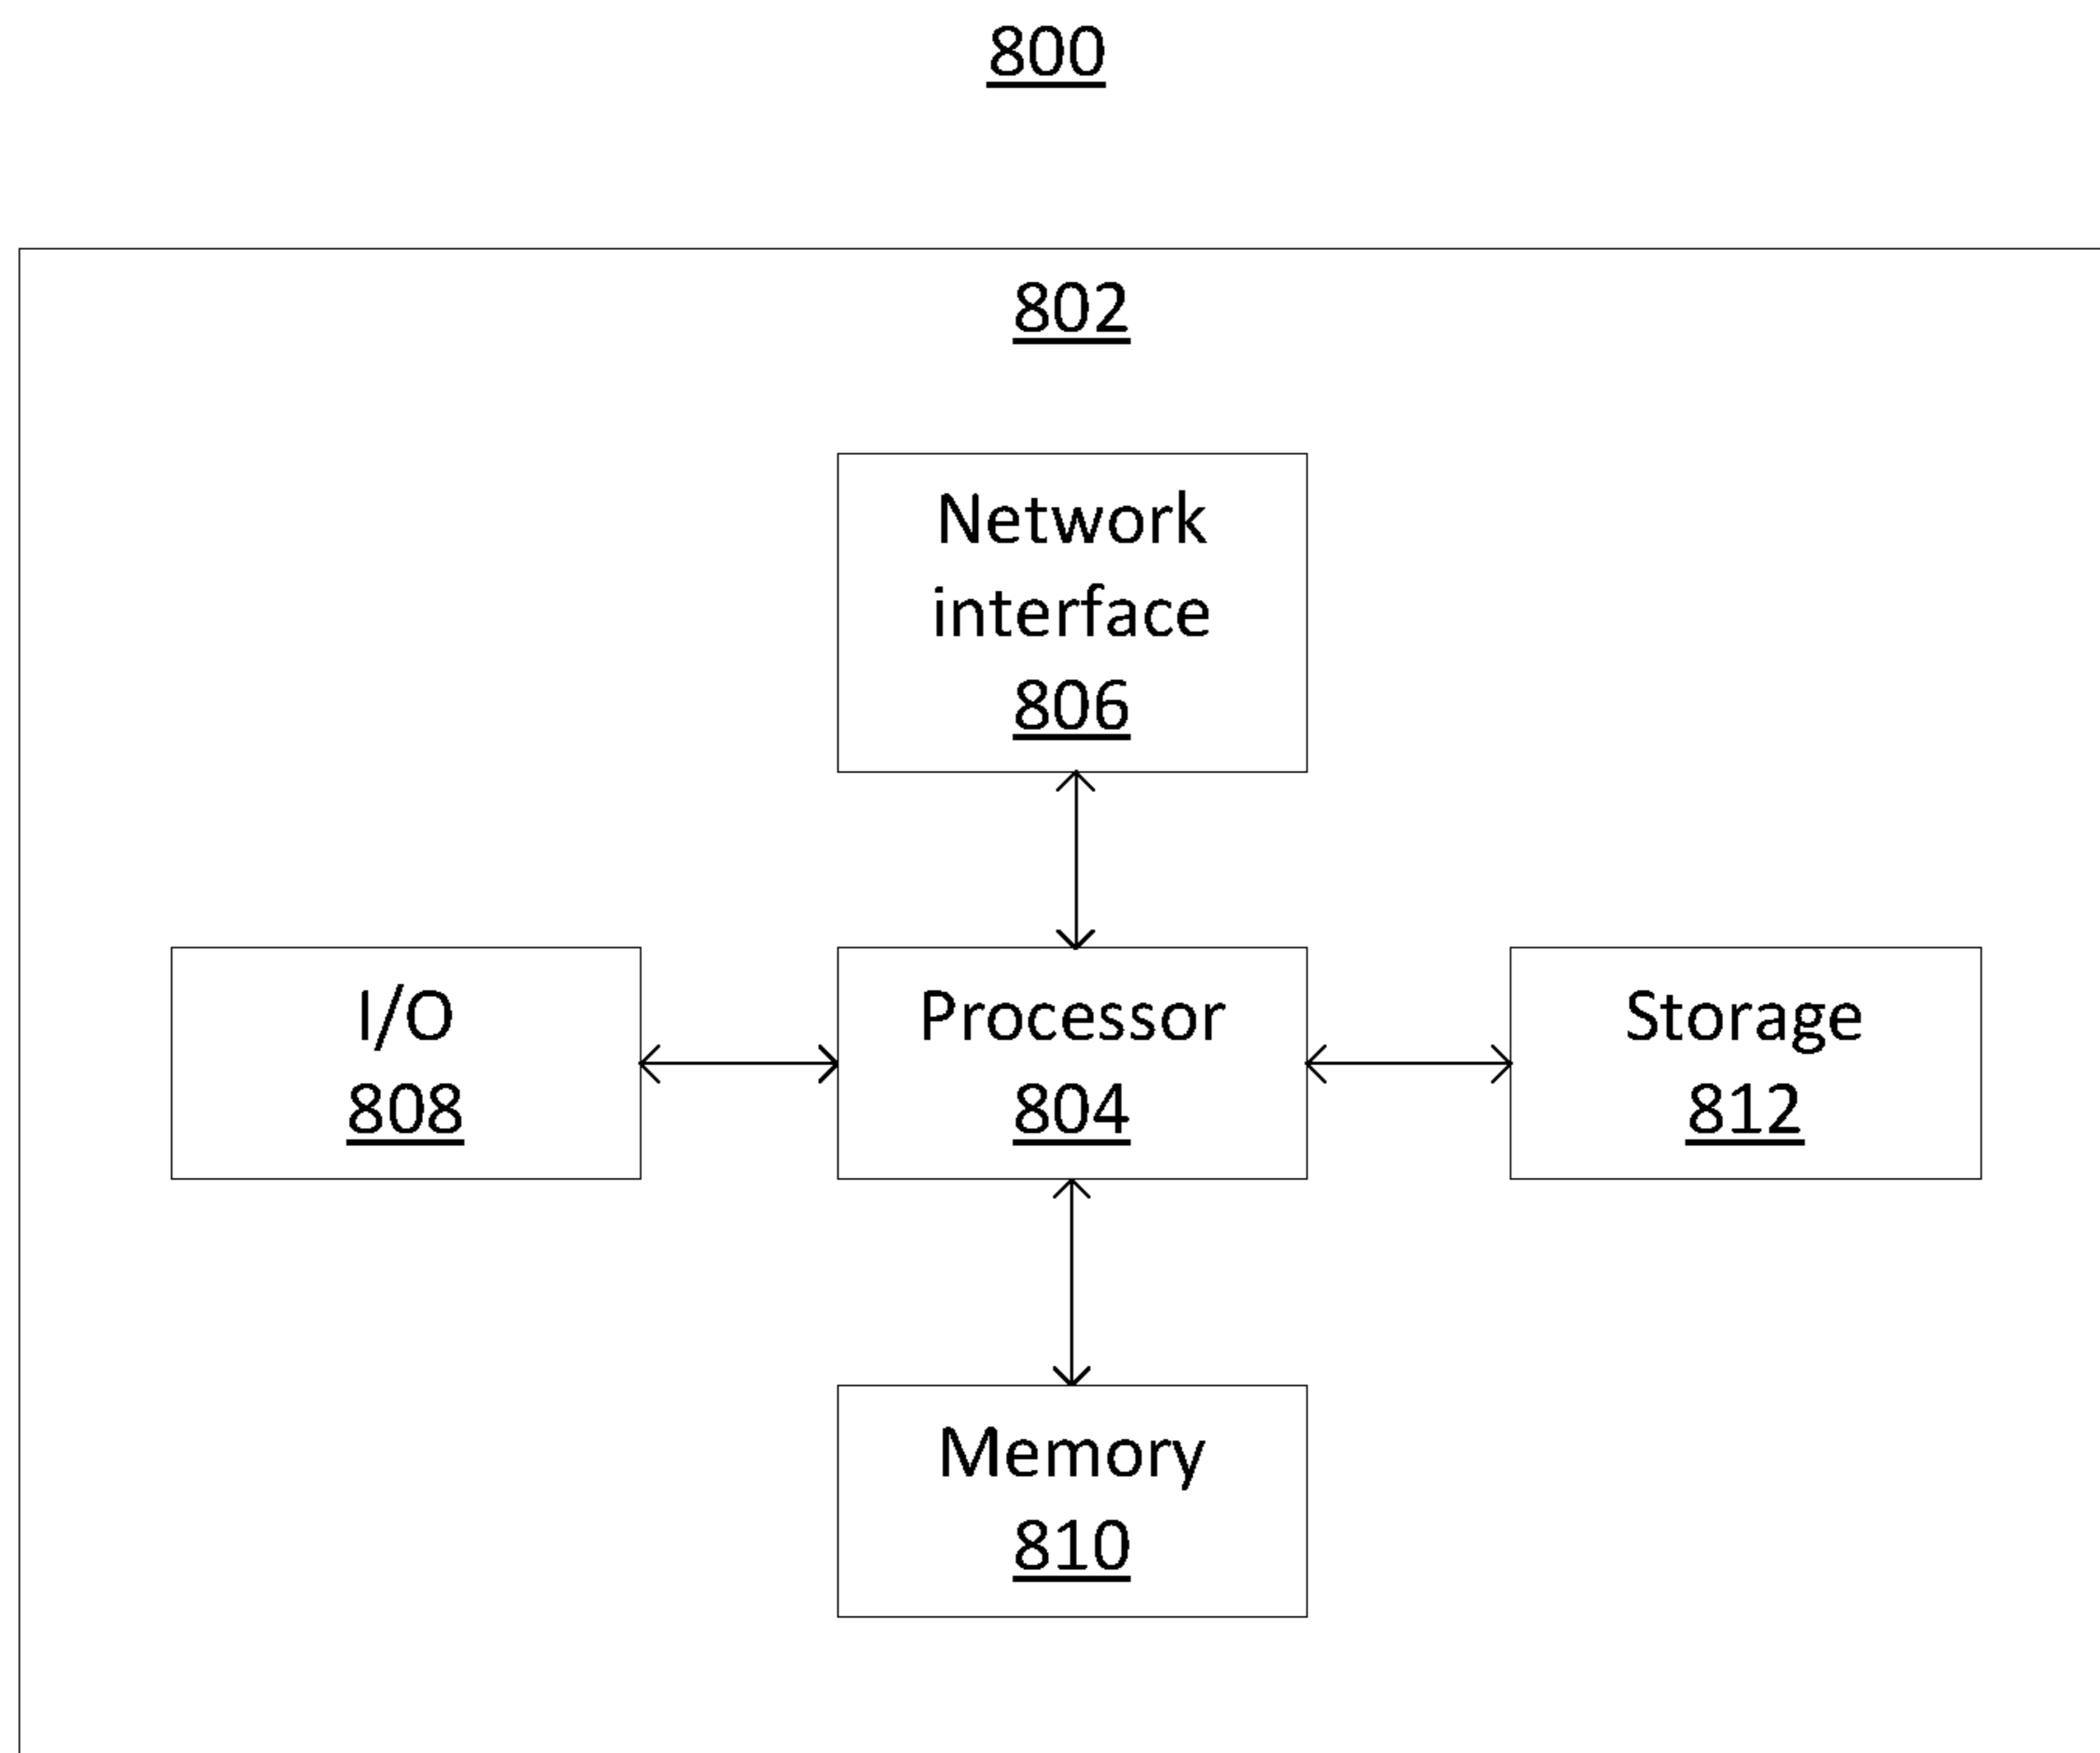 800
802
Network
interface
806
I/O
808
Processor
804
Storage
812
Memory
810